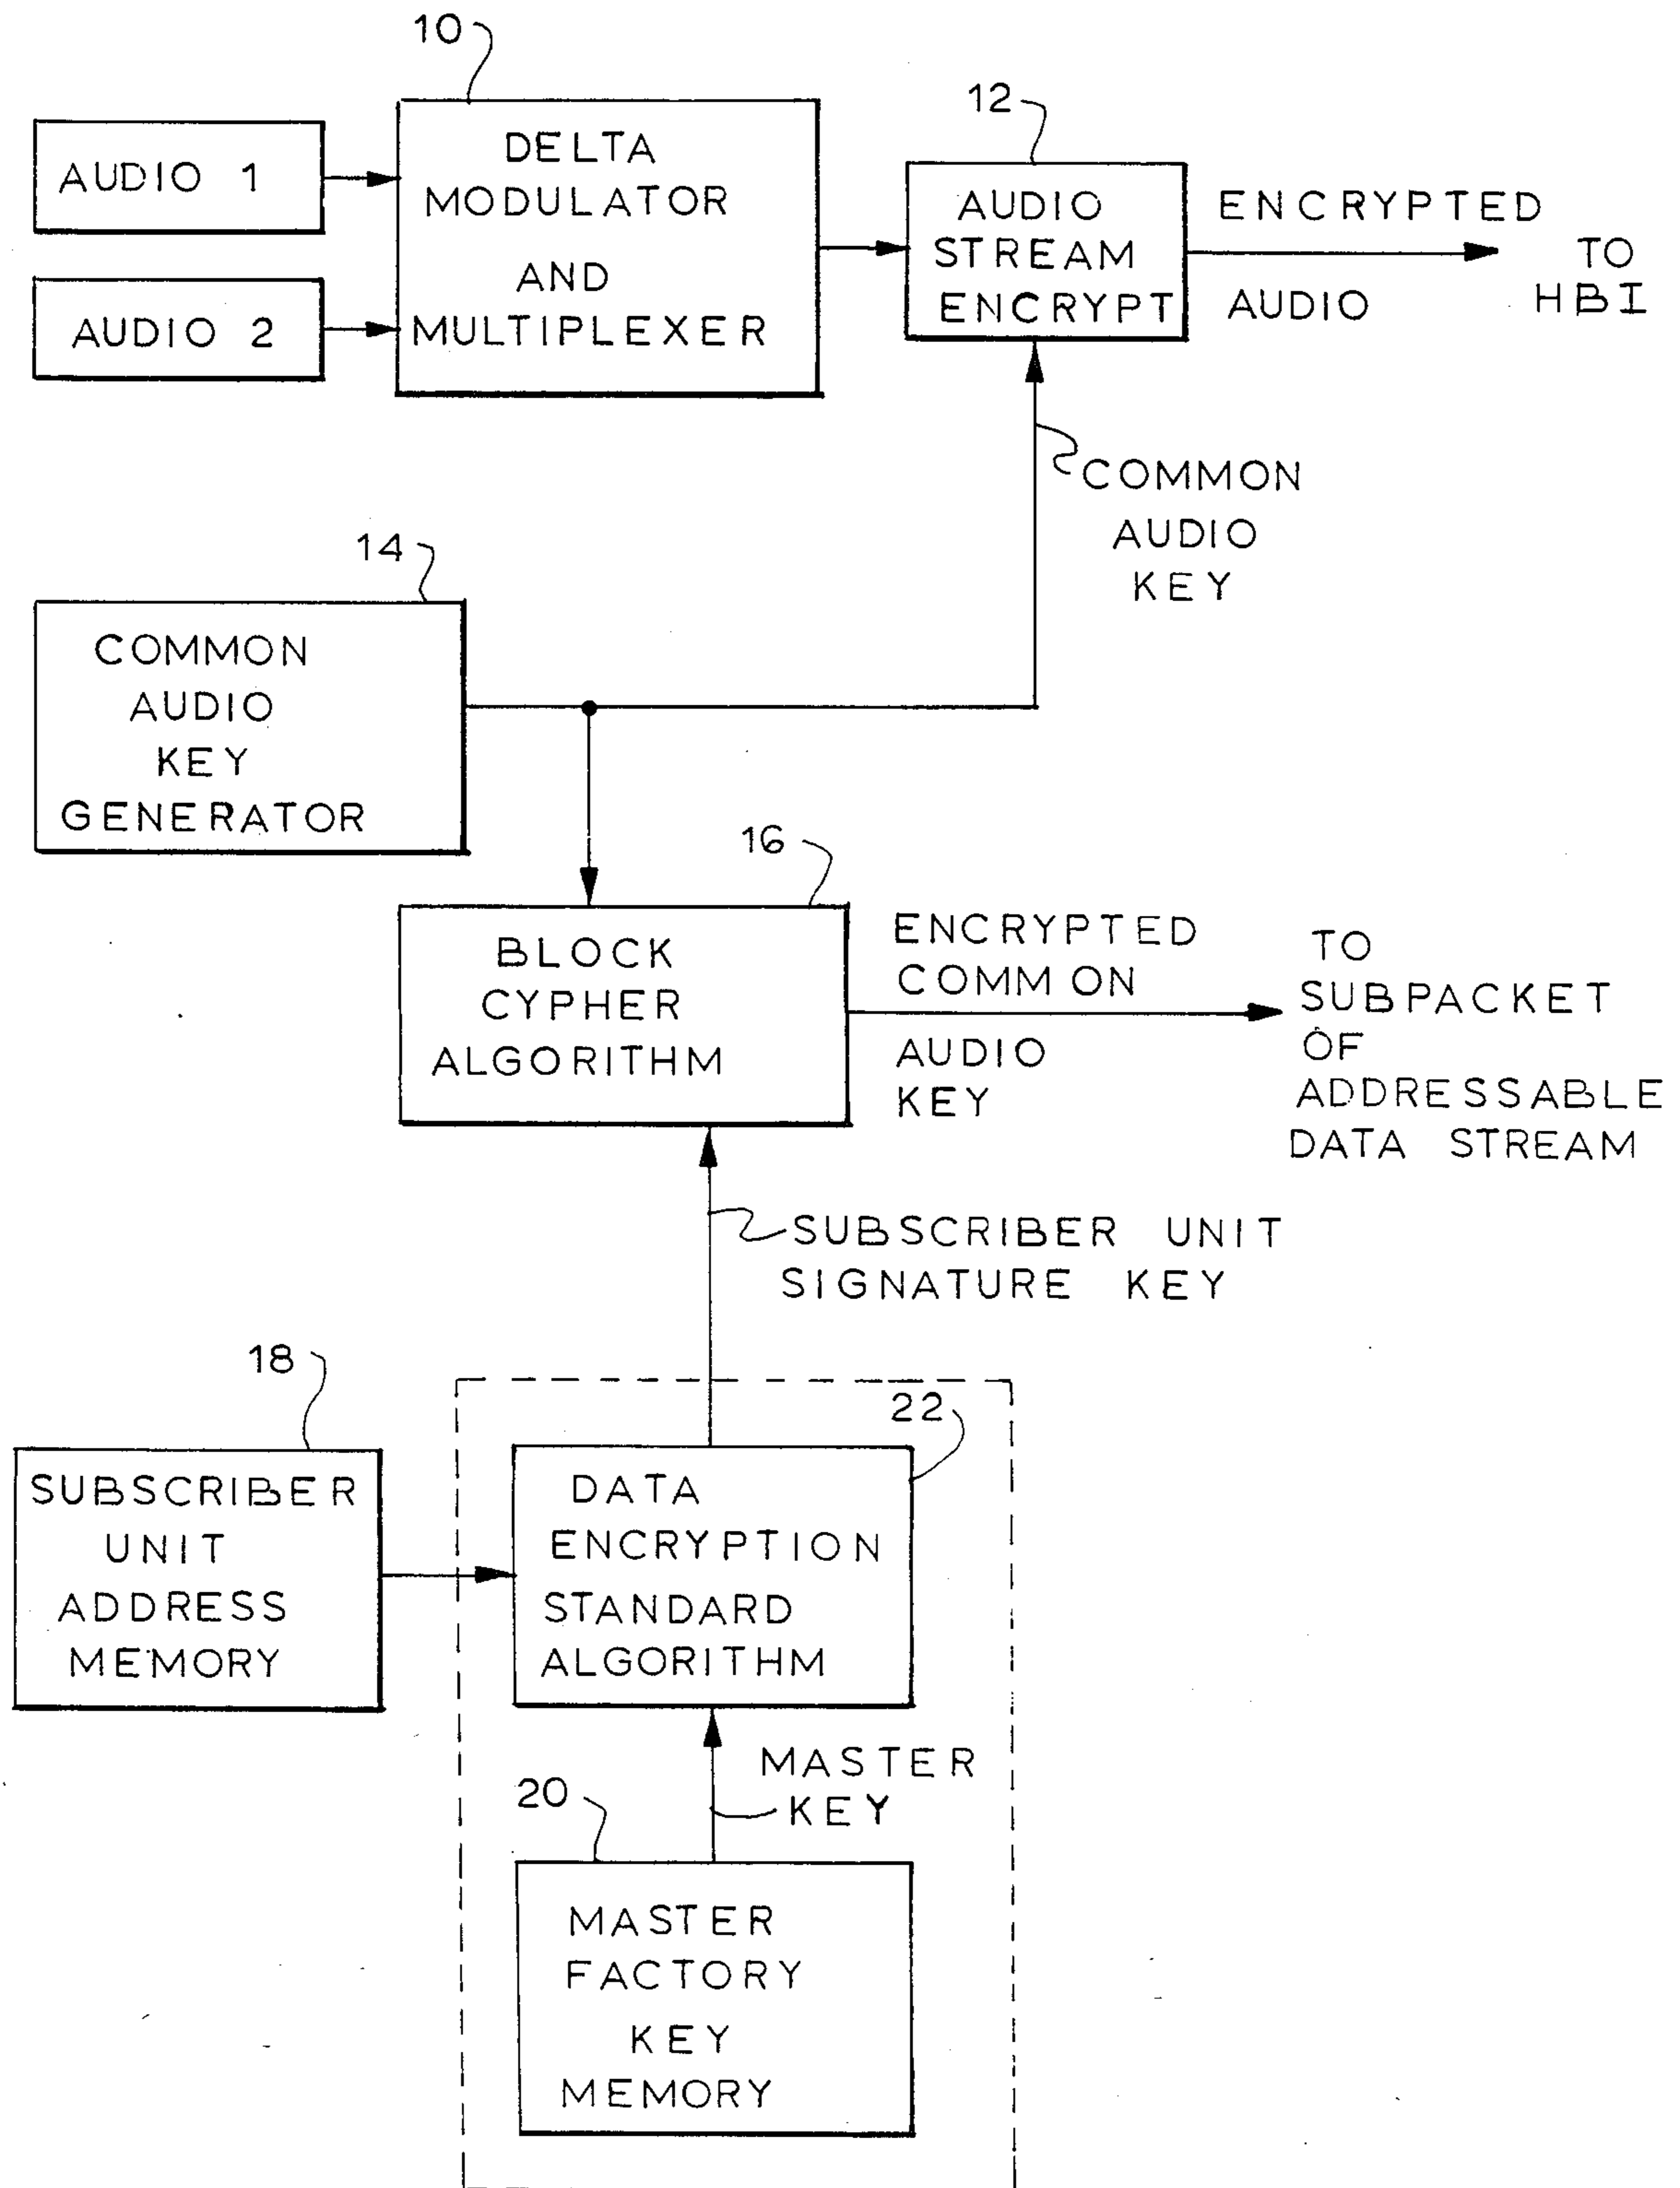 10
12
AUDIO 1
DELTA
MODULATOR
AND
MULTIPLEXER
AUDIO 2
AUDIO
STREAM
ENCRYPT
ENCRYPTED
AUDIO
TO
HBI
COMMON
AUDIO
KEY
14
COMMON
AUDIO
KEY
GENERATOR
16
BLOCK
CYPHER
ALGORITHM
ENCRYPTED
COMMON
AUDIO
KEY
TO
SUBPACKET
OF
ADDRESSABLE
DATA STREAM
SUBSCRIBER UNIT
SIGNATURE KEY
18
SUBSCRIBER
UNIT
ADDRESS
MEMORY
22
DATA
ENCRYPTION
STANDARD
ALGORITHM
MASTER
KEY
20
MASTER
FACTORY
KEY
MEMORY